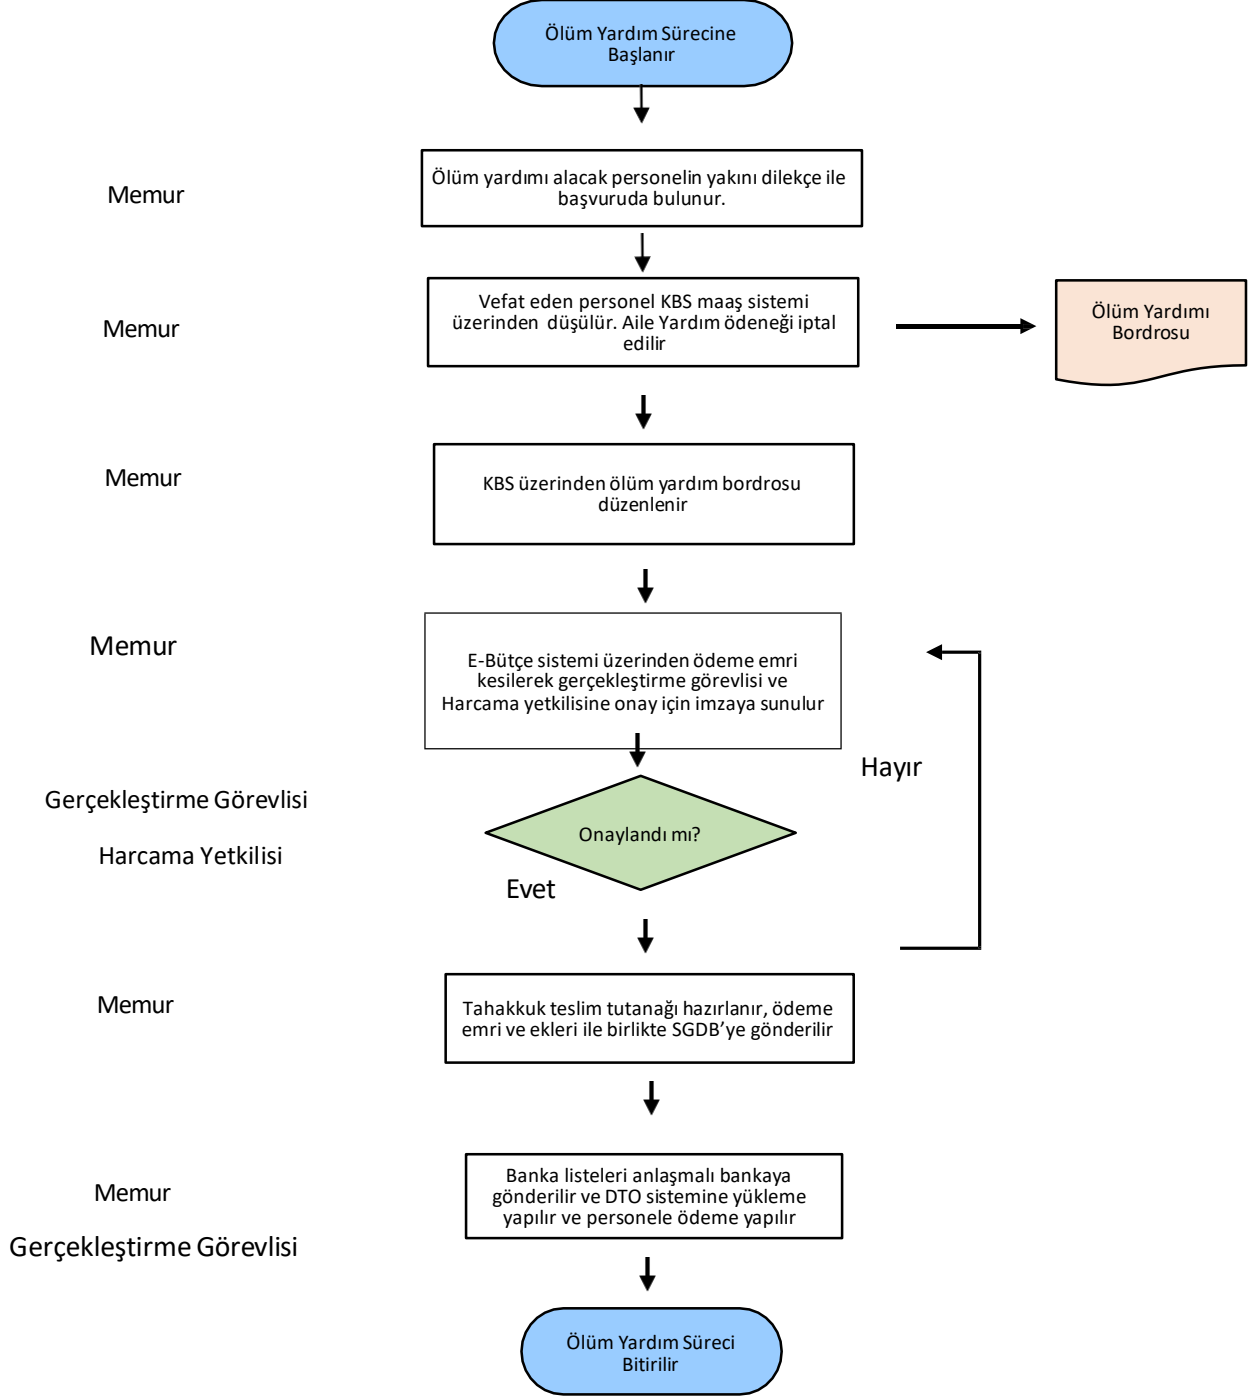 Ölüm Yardım Sürecine
Başlanır
Memur
Ölüm yardımı alacak personelin yakını dilekçe ile
başvuruda bulunur.
Memur
Vefat eden personel KBS maaş sistemi
üzerinden düşülür. Aile Yardım ödeneği iptal
edilir
Ölüm Yardımı
Bordrosu
Memur
KBS üzerinden ölüm yardım bordrosu
düzenlenir
Memur
E-Bütçe sistemi üzerinden ödeme emri
kesilerek gerçekleştirme görevlisi ve
Harcama yetkilisine onay için imzaya sunulur
Hayır
Gerçekleştirme Görevlisi
Harcama Yetkilisi
Onaylandı mı?
Evet
Memur
Tahakkuk teslim tutanağı hazırlanır, ödeme
emri ve ekleri ile birlikte SGDB’ye gönderilir
Memur
Gerçekleştirme Görevlisi
Banka listeleri anlaşmalı bankaya
gönderilir ve DTO sistemine yükleme
yapılır ve personele ödeme yapılır
Ölüm Yardım Süreci
Bitirilir